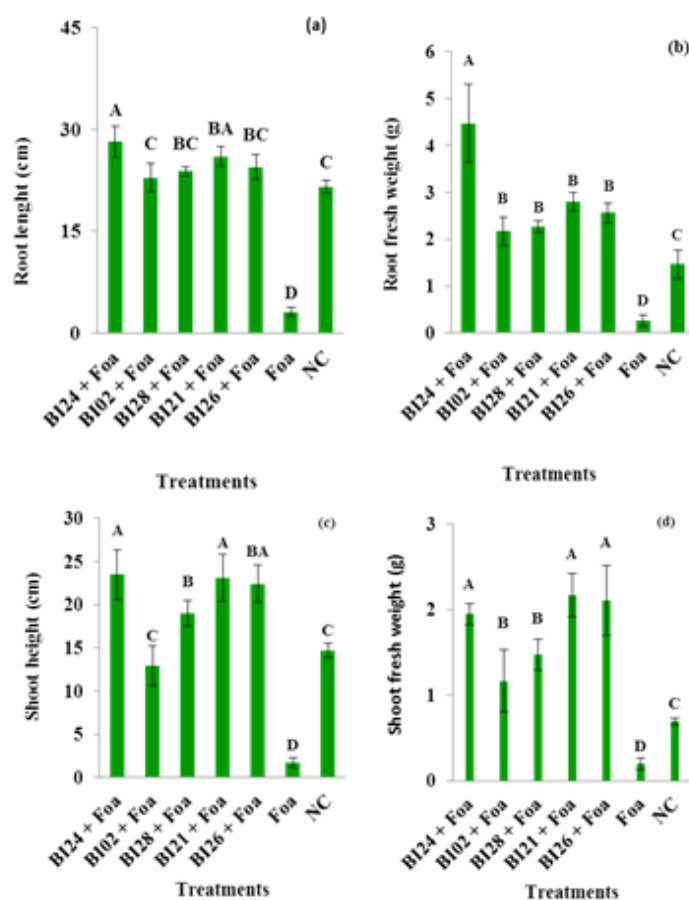 (a)
Root lenght (cm)
45
30
15
0
A
C
BC
BA
BC
D
C
BI24 + Foa
BI02 + Foa
BI28 + Foa
BI21 + Foa
BI26 + Foa
Foa
NC
Treatments
(b)
Root fresh weight (g)
6
5
4
3
2
1
0
A
B
B
B
B
D
C
BI24 + Foa
BI02 + Foa
BI28 + Foa
BI21 + Foa
BI26 + Foa
Foa
NC
Treatments
(c)
Shoot height (cm)
30
25
20
15
10
5
0
A
C
B
A
BA
D
C
BI24 + Foa
BI02 + Foa
BI28 + Foa
BI21 + Foa
BI26 + Foa
Foa
NC
Treatments
(d)
Shoot fresh weight (g)
3
2
1
0
A
B
B
A
A
D
C
BI24 + Foa
BI02 + Foa
BI28 + Foa
BI21 + Foa
BI26 + Foa
Foa
NC
Treatments